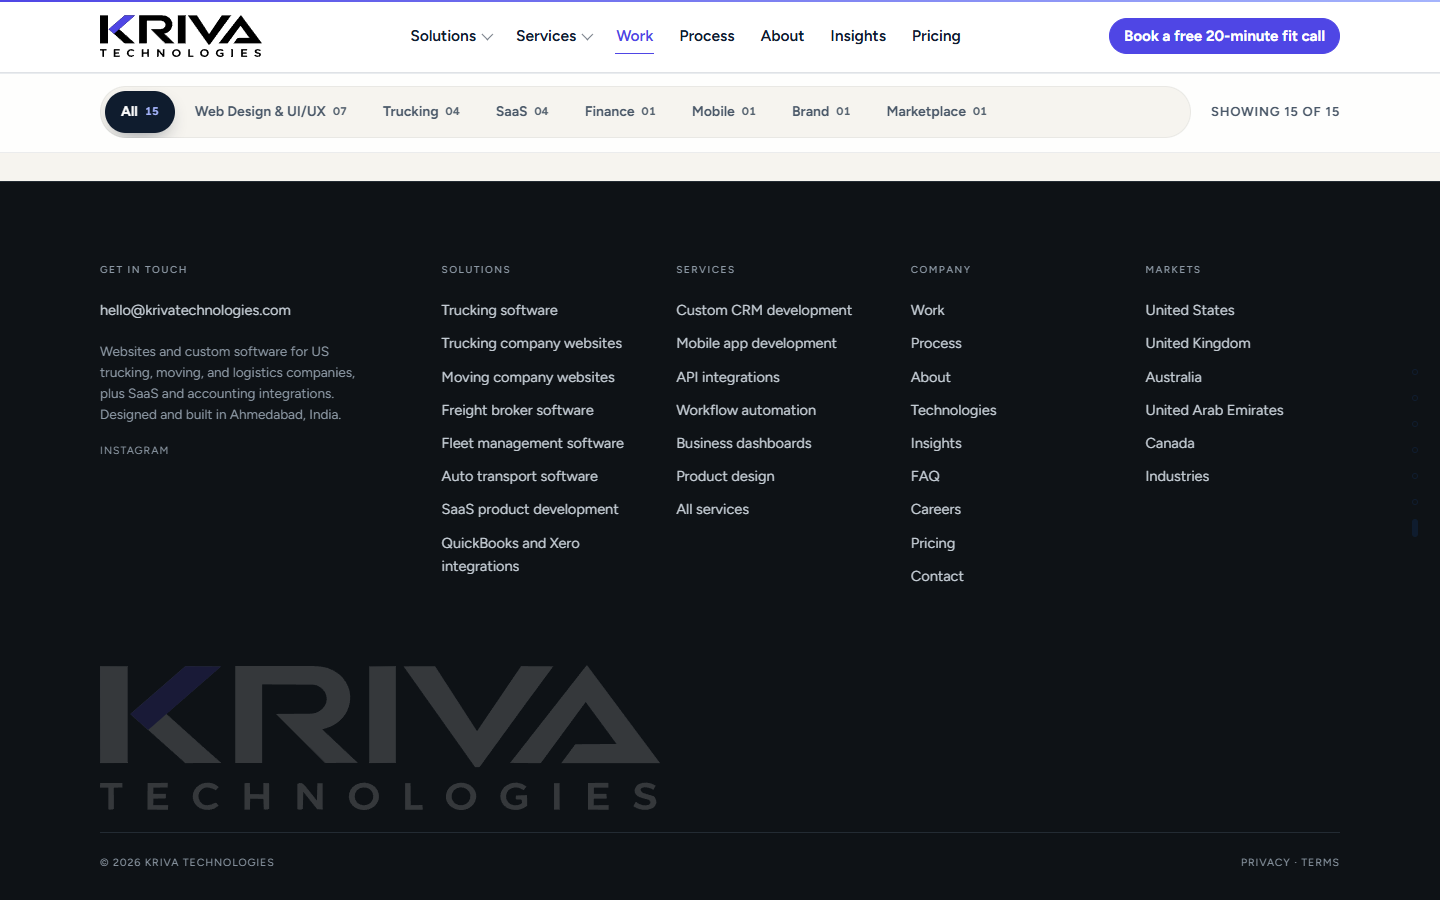 KRIVA
TECHNOLOGIES
Solutions
Services
Work
Process
About
Insights
Pricing
Book a free 20-minute fit call
All 15
Web Design & UI/UX 07
Trucking 04
SaaS 04
Finance 01
Mobile 01
Brand 01
Marketplace 01
SHOWING 15 OF 15
GET IN TOUCH
hello@krivatechnologies.com
Websites and custom software for US
trucking, moving, and logistics companies,
plus SaaS and accounting integrations.
Designed and built in Ahmedabad, India.
INSTAGRAM
SOLUTIONS
Trucking software
Trucking company websites
Moving company websites
Freight broker software
Fleet management software
Auto transport software
SaaS product development
QuickBooks and Xero
integrations
SERVICES
Custom CRM development
Mobile app development
API integrations
Workflow automation
Business dashboards
Product design
All services
COMPANY
Work
Process
About
Technologies
Insights
FAQ
Careers
Pricing
Contact
MARKETS
United States
United Kingdom
Australia
United Arab Emirates
Canada
Industries
KRIVA
TECHNOLOGIES
© 2026 KRIVA TECHNOLOGIES
PRIVACY · TERMS